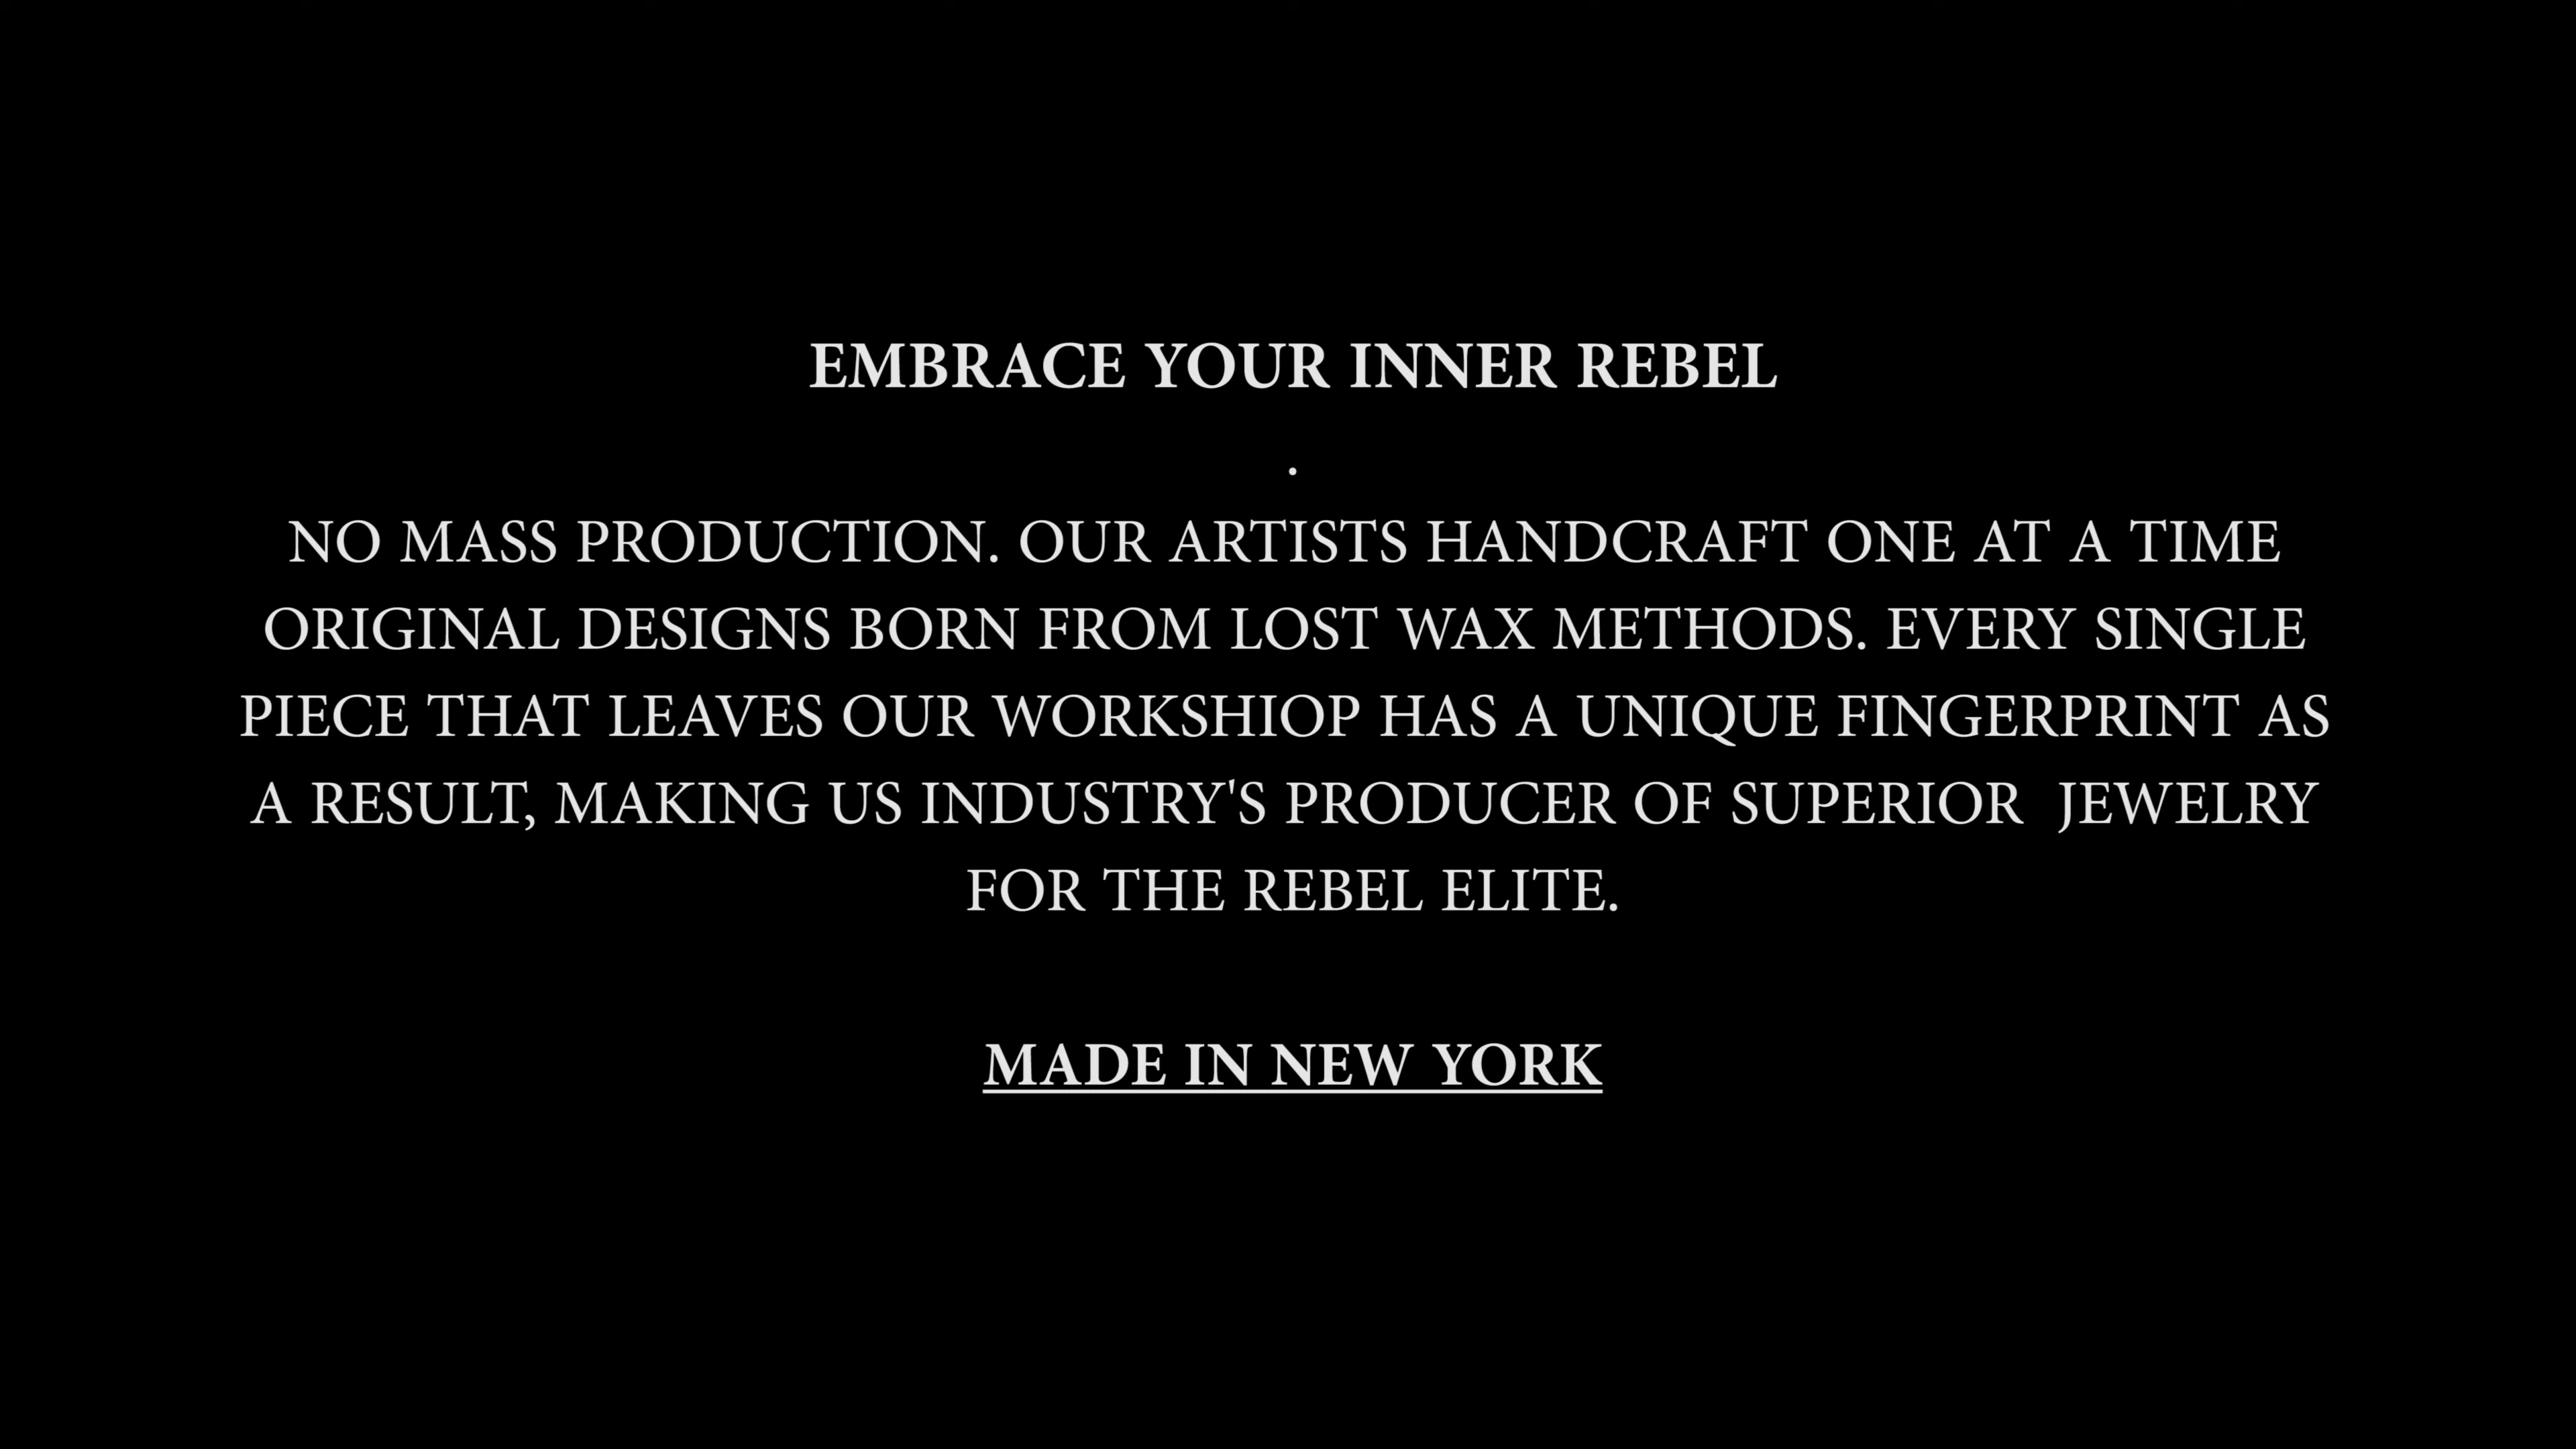 EMBRACE YOUR INNER REBEL
.
NO MASS PRODUCTION. OUR ARTISTS HANDCRAFT ONE AT A TIME
ORIGINAL DESIGNS BORN FROM LOST WAX METHODS. EVERY SINGLE
PIECE THAT LEAVES OUR WORKSHIOP HAS A UNIQUE FINGERPRINT AS
A RESULT, MAKING US INDUSTRY'S PRODUCER OF SUPERIOR  JEWELRY
FOR THE REBEL ELITE.
MADE IN NEW YORK